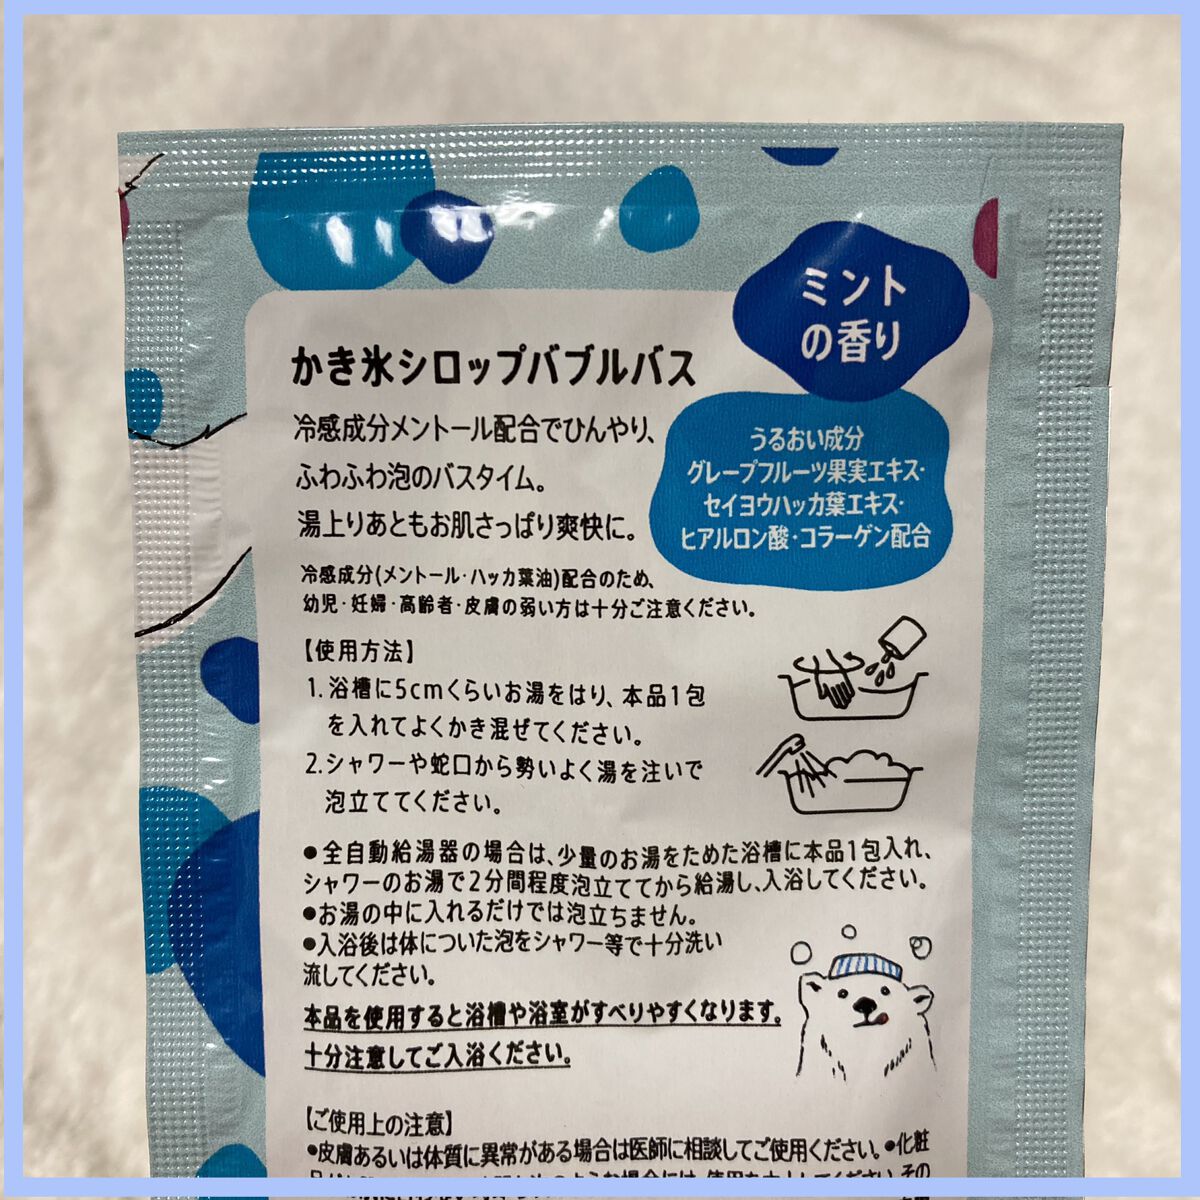 ミント
の香り
かき氷シロップバブルバス
冷感成分メントール配合でひんやり、
ふわふわ泡のバスタイム。
湯上りあともお肌さっぱり爽快に。
うるおい成分
グレープフルーツ果実エキス・
セイヨウハッカ葉エキス・
ヒアルロン酸・コラーゲン配合
冷感成分(メントール・ハッカ葉油)配合のため、
幼児・妊婦・高齢者・皮膚の弱い方は十分ご注意ください。
【使用方法】
1. 浴槽に5cmくらいお湯をはり、本品1包
を入れてよくかき混ぜてください。
2.シャワーや蛇口から勢いよく湯を注いで
泡立ててください。
●全自動給湯器の場合は、少量のお湯をためた浴槽に本品1包入れ、
シャワーのお湯で2分間程度泡立ててから給湯し、入浴してください。
●お湯の中に入れるだけでは泡立ちません。
●入浴後は体についた泡をシャワー等で十分洗い
流してください。
本品を使用すると浴槽や浴室がすべりやすくなります。
十分注意してご入浴ください。
【ご使用上の注意】
●皮膚あるいは体質に異常がある場合は医師に相談してご使用ください。●化粧